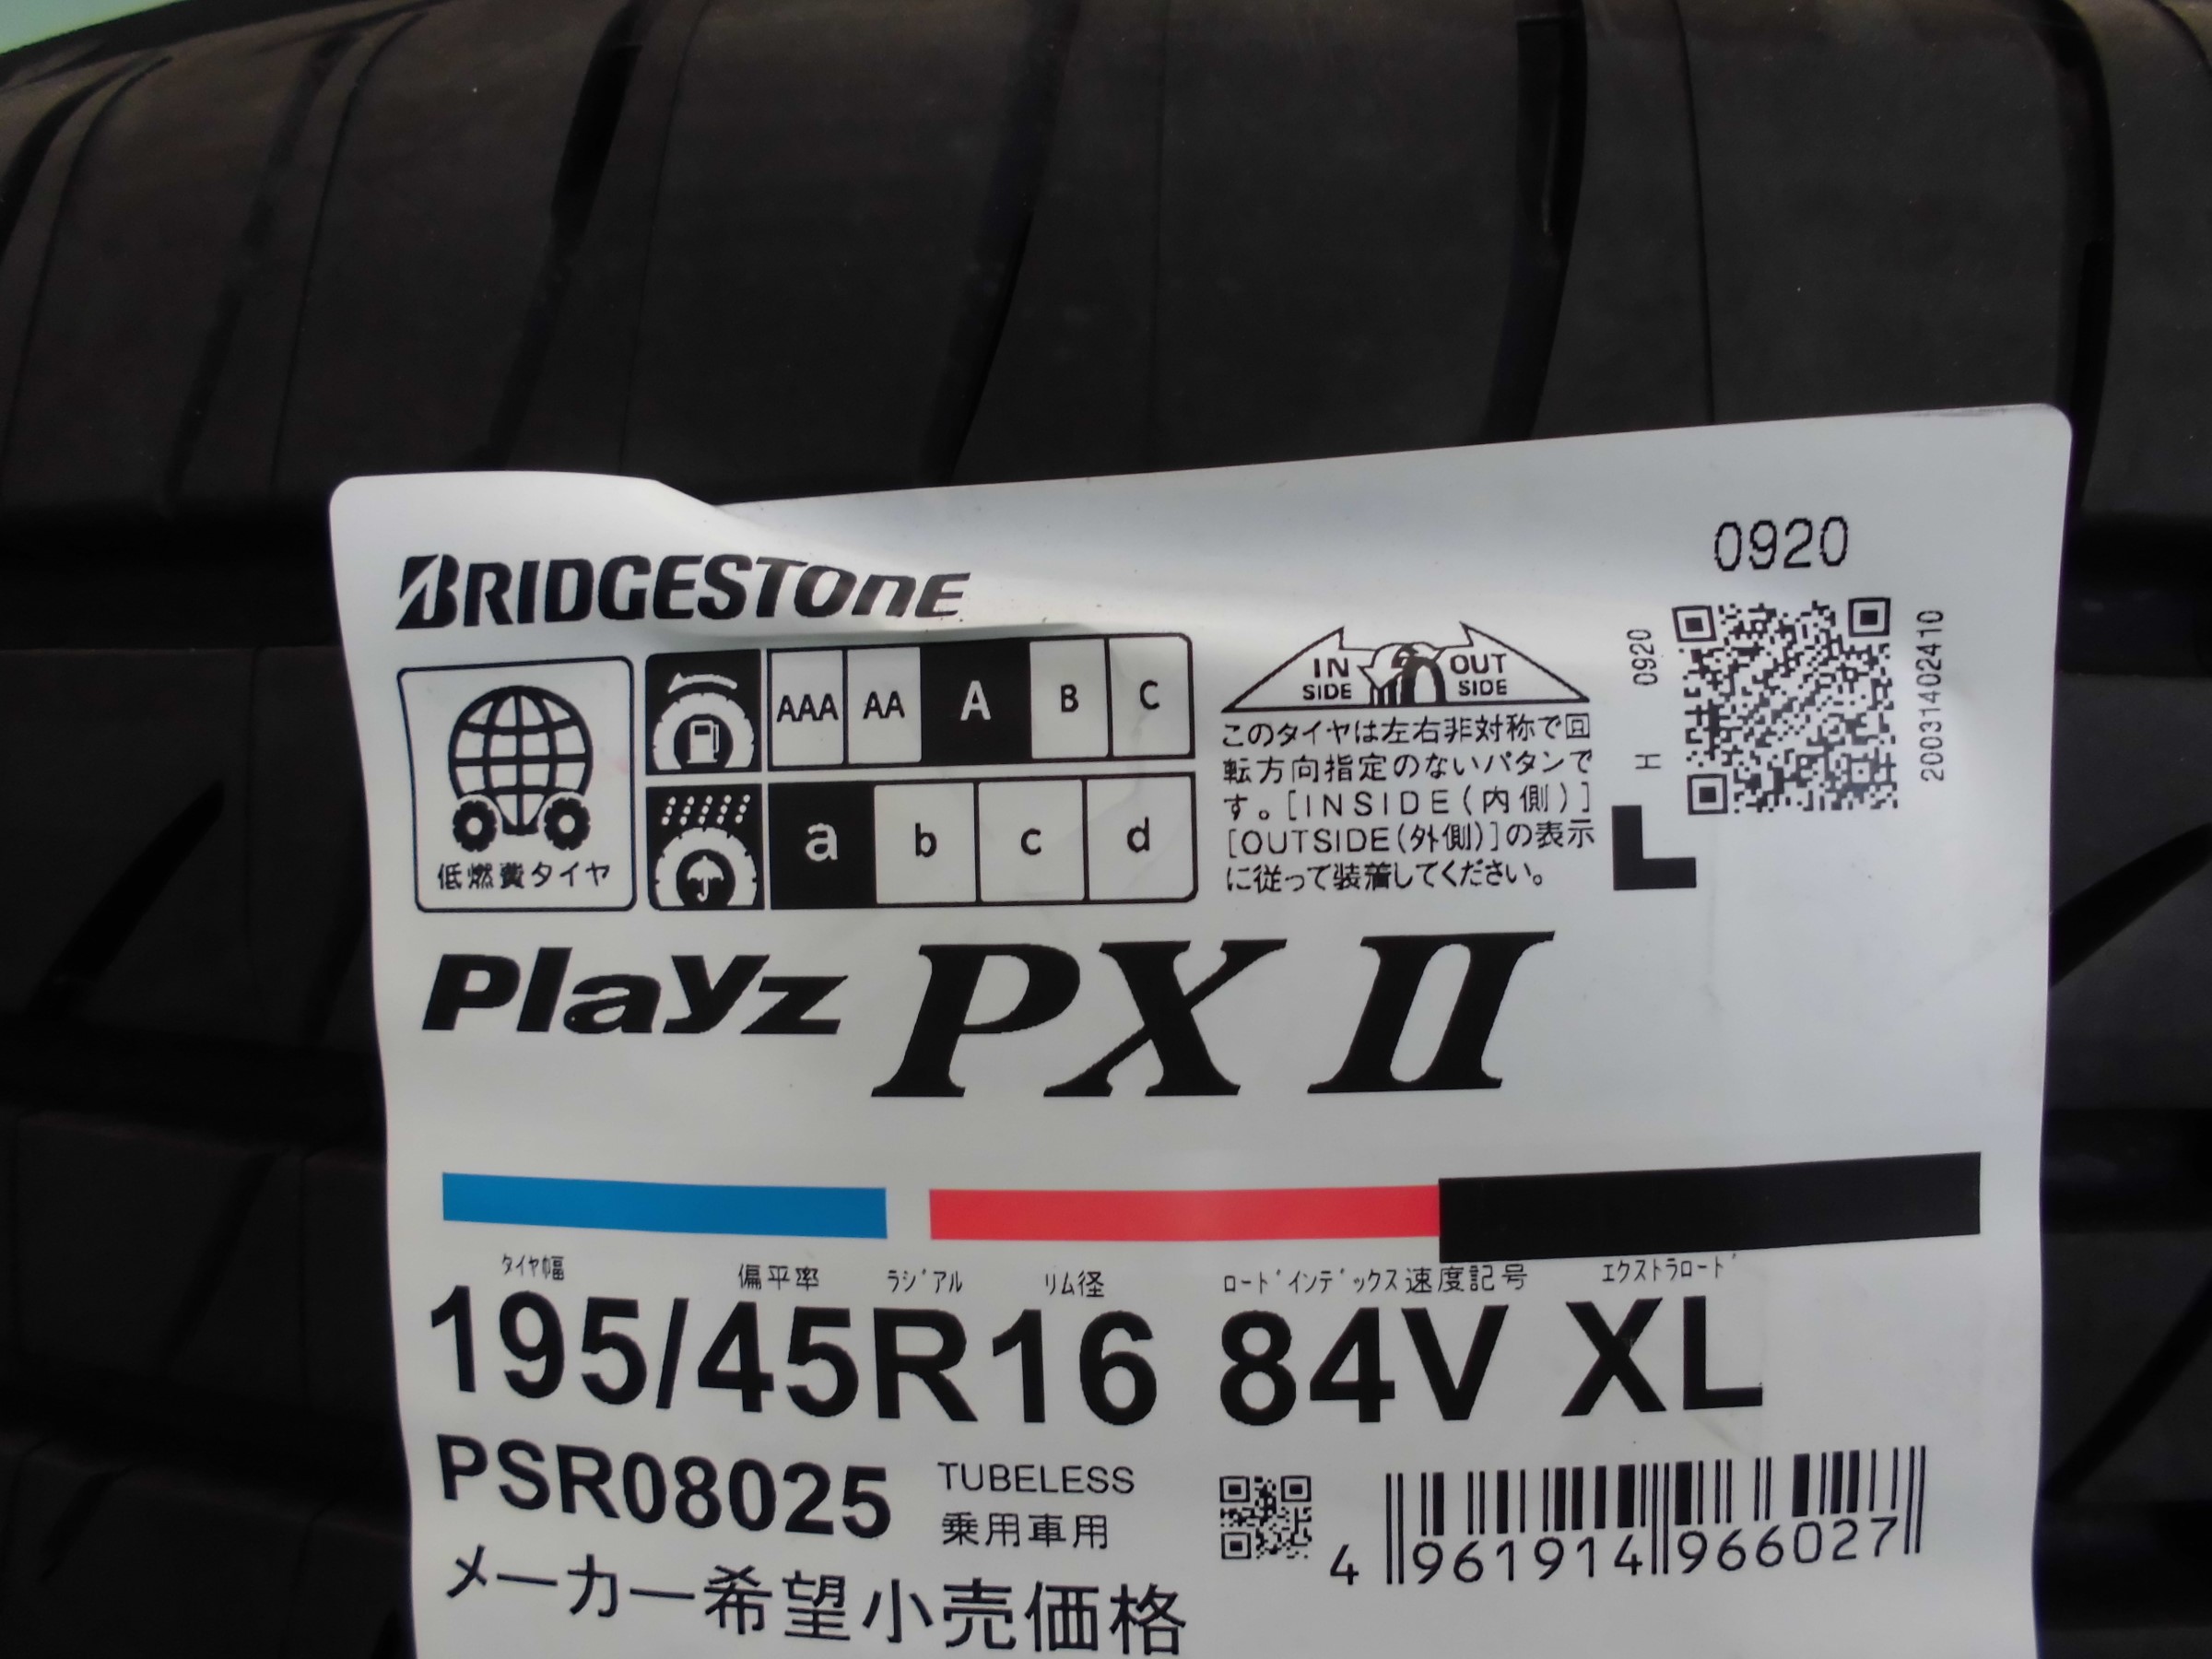 0920
BRIDGESTONE
0920
H
20031402410
AAA AA A B C
a b c d
低燃費タイヤ
IN SIDE
OUT SIDE
このタイヤは左右非対称で回
転方向指定のないパタンで
す。[INSIDE(内側)]
[OUTSIDE(外側)]の表示
に従って装着してください。
L
Playz PX II
タイヤ幅 偏平率 ラジアル リム径 ロードインデックス 速度記号 エクストラロード
195/45R16 84V XL
PSR08025
TUBELESS
乗用車用
4 961914 966027
メーカー希望小売価格